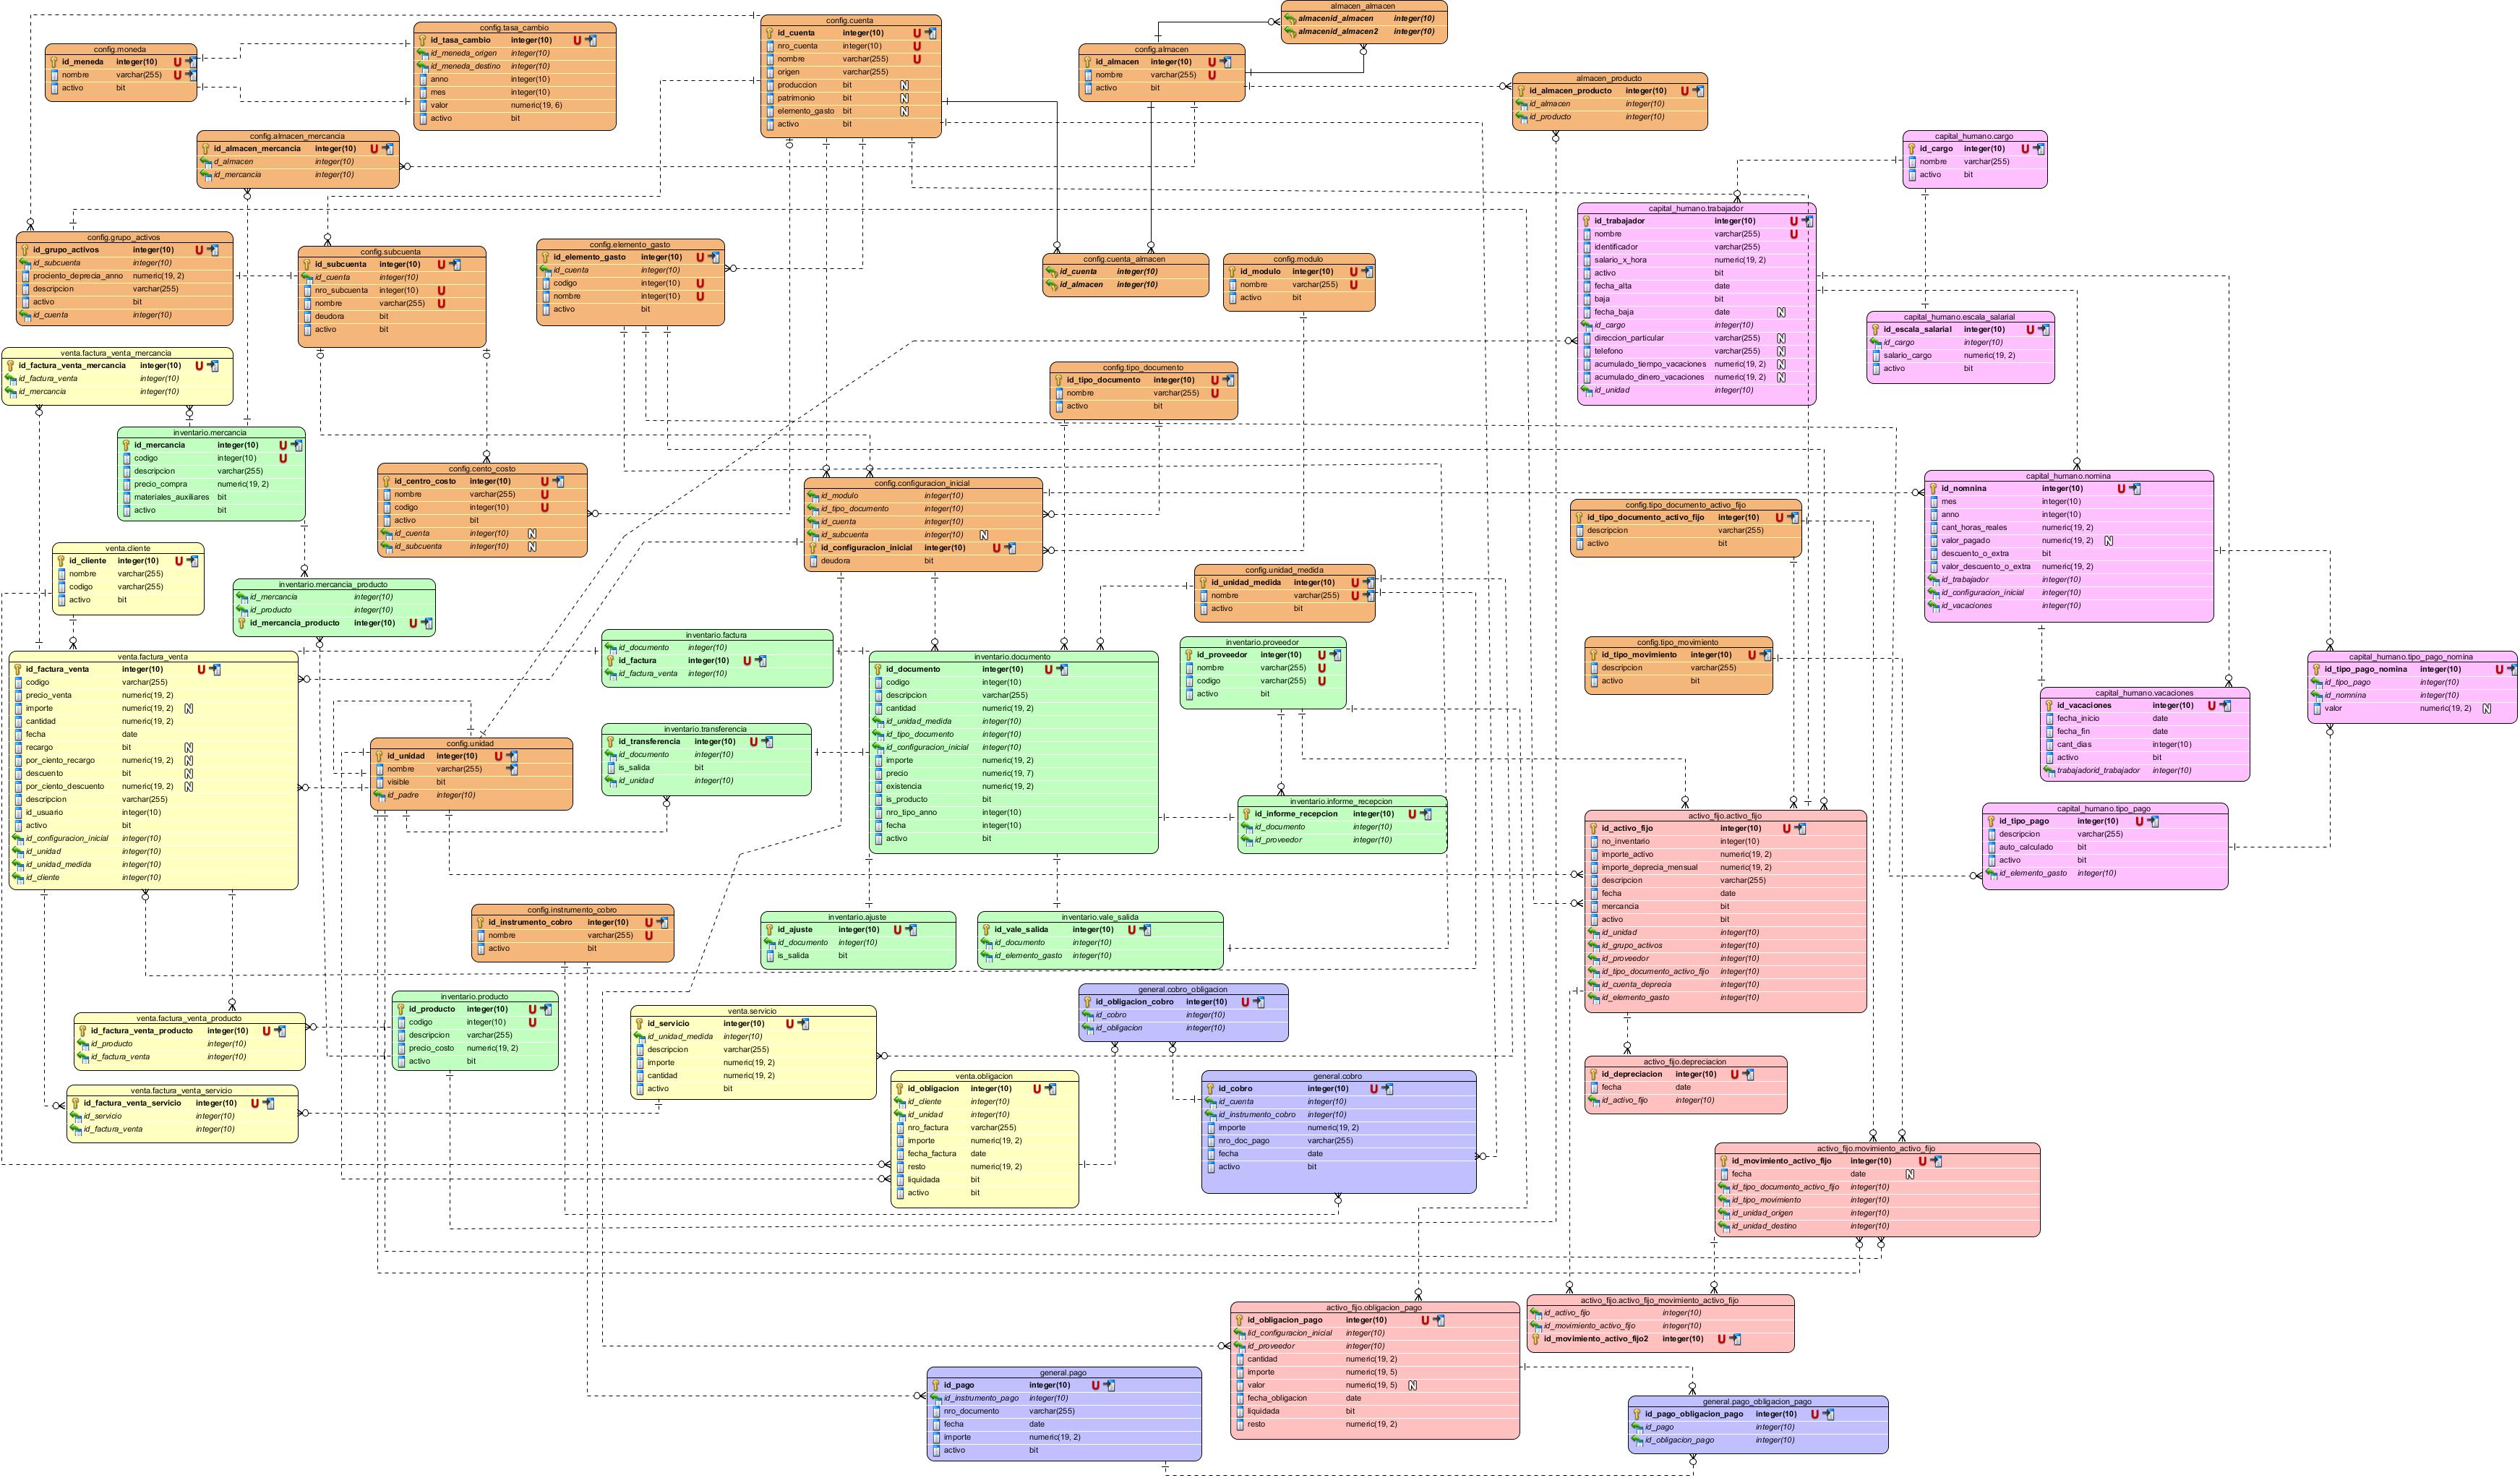 config.moneda
id_meneda integer(10) U
nombre varchar(255) U
activo bit
config.tasa_cambio
id_tasa_cambio integer(10) U
id_meneda_origen integer(10)
id_meneda_destino integer(10)
anno integer(10)
mes integer(10)
valor numeric(19, 6)
activo bit
config.cuenta
id_cuenta integer(10) U
nro_cuenta integer(10) U
nombre varchar(255) U
origen varchar(255)
produccion bit N
patrimonio bit N
elemento_gasto bit N
activo bit
almacen_almacen
almacenid_almacen integer(10)
almacenid_almacen2 integer(10)
config.almacen
id_almacen integer(10) U
nombre varchar(255) U
activo bit
almacen_producto
id_almacen_producto integer(10) U
id_almacen integer(10)
id_producto integer(10)
config.almacen_mercancia
id_almacen_mercancia integer(10) U
d_almacen integer(10)
id_mercancia integer(10)
capital_humano.cargo
id_cargo integer(10) U
nombre varchar(255)
activo bit
config.grupo_activos
id_grupo_activos integer(10) U
id_subcuenta integer(10)
prociento_deprecia_anno numeric(19, 2)
descripcion varchar(255)
activo bit
id_cuenta integer(10)
config.subcuenta
id_subcuenta integer(10) U
id_cuenta integer(10)
nro_subcuenta integer(10) U
nombre varchar(255) U
deudora bit
activo bit
config.elemento_gasto
id_elemento_gasto integer(10) U
id_cuenta integer(10)
codigo integer(10) U
nombre integer(10) U
activo bit
config.cuenta_almacen
id_cuenta integer(10)
id_almacen integer(10)
config.modulo
id_modulo integer(10) U
nombre varchar(255) U
activo bit
capital_humano.trabajador
id_trabajador integer(10) U
nombre varchar(255) U
identificador varchar(255)
salario_x_hora numeric(19, 2)
activo bit
fecha_alta date
baja bit
fecha_baja date N
id_cargo integer(10)
direccion_particular varchar(255) N
telefono varchar(255) N
acumulado_tiempo_vacaciones numeric(19, 2) N
acumulado_dinero_vacaciones numeric(19, 2) N
id_unidad integer(10)
capital_humano.escala_salarial
id_escala_salarial integer(10) U
id_cargo integer(10)
salario_cargo numeric(19, 2)
activo bit
venta.factura_venta_mercancia
id_factura_venta_mercancia integer(10) U
id_factura_venta integer(10)
id_mercancia integer(10)
config.tipo_documento
id_tipo_documento integer(10) U
nombre varchar(255) U
activo bit
inventario.mercancia
id_mercancia integer(10) U
codigo integer(10) U
descripcion varchar(255)
precio_compra numeric(19, 2)
materiales_auxiliares bit
activo bit
config.cento_costo
id_centro_costo integer(10) U
nombre varchar(255) U
codigo integer(10) U
activo bit
id_cuenta integer(10) N
id_subcuenta integer(10) N
config.configuracion_inicial
id_modulo integer(10)
id_tipo_documento integer(10)
id_cuenta integer(10)
id_subcuenta integer(10) N
id_configuracion_inicial integer(10) U
deudora bit
config.tipo_documento_activo_fijo
id_tipo_documento_activo_fijo integer(10) U
descripcion varchar(255)
activo bit
capital_humano.nomina
id_nomnina integer(10) U
mes integer(10)
anno integer(10)
cant_horas_reales numeric(19, 2)
valor_pagado numeric(19, 2) N
descuento_o_extra bit
valor_descuento_o_extra numeric(19, 2)
id_trabajador integer(10)
id_configuracion_inicial integer(10)
id_vacaciones integer(10)
venta.cliente
id_cliente integer(10) U
nombre varchar(255)
codigo varchar(255)
activo bit
inventario.mercancia_producto
id_mercancia integer(10)
id_producto integer(10)
id_mercancia_producto integer(10) U
config.unidad_medida
id_unidad_medida integer(10) U
nombre varchar(255) U
activo bit
inventario.factura
id_documento integer(10)
id_factura integer(10) U
id_factura_venta integer(10)
inventario.proveedor
id_proveedor integer(10) U
nombre varchar(255) U
codigo varchar(255) U
activo bit
config.tipo_movimiento
id_tipo_movimiento integer(10) U
descripcion varchar(255)
activo bit
venta.factura_venta
id_factura_venta integer(10) U
codigo varchar(255)
precio_venta numeric(19, 2)
importe numeric(19, 2) N
cantidad numeric(19, 2)
fecha date
recargo bit N
por_ciento_recargo numeric(19, 2) N
descuento bit N
por_ciento_descuento numeric(19, 2) N
descripcion varchar(255)
id_usuario integer(10)
activo bit
id_configuracion_inicial integer(10)
id_unidad integer(10)
id_unidad_medida integer(10)
id_cliente integer(10)
inventario.documento
id_documento integer(10) U
codigo integer(10)
descripcion varchar(255)
cantidad numeric(19, 2)
id_unidad_medida integer(10)
id_tipo_documento integer(10)
id_configuracion_inicial integer(10)
importe numeric(19, 2)
precio numeric(19, 7)
existencia numeric(19, 2)
is_producto bit
nro_tipo_anno integer(10)
fecha integer(10)
activo bit
capital_humano.tipo_pago_nomina
id_tipo_pago_nomina integer(10) U
id_tipo_pago integer(10)
id_nomnina integer(10)
valor numeric(19, 2) N
capital_humano.vacaciones
id_vacaciones integer(10) U
fecha_inicio date
fecha_fin date
cant_dias integer(10)
activo bit
trabajadorid_trabajador integer(10)
inventario.transferencia
id_transferencia integer(10) U
id_documento integer(10)
is_salida bit
id_unidad integer(10)
config.unidad
id_unidad integer(10) U
nombre varchar(255)
visible bit
id_padre integer(10)
inventario.informe_recepcion
id_informe_recepcion integer(10) U
id_documento integer(10)
id_proveedor integer(10)
capital_humano.tipo_pago
id_tipo_pago integer(10) U
descripcion varchar(255)
auto_calculado bit
activo bit
id_elemento_gasto integer(10)
activo_fijo.activo_fijo
id_activo_fijo integer(10) U
no_inventario integer(10)
importe_activo numeric(19, 2)
importe_deprecia_mensual numeric(19, 2)
descripcion varchar(255)
fecha date
mercancia bit
activo bit
id_unidad integer(10)
id_grupo_activos integer(10)
id_proveedor integer(10)
id_tipo_documento_activo_fijo integer(10)
id_cuenta_deprecia integer(10)
id_elemento_gasto integer(10)
config.instrumento_cobro
id_instrumento_cobro integer(10) U
nombre varchar(255) U
activo bit
inventario.ajuste
id_ajuste integer(10) U
id_documento integer(10)
is_salida bit
inventario.vale_salida
id_vale_salida integer(10) U
id_documento integer(10)
id_elemento_gasto integer(10)
general.cobro_obligacion
id_obligacion_cobro integer(10) U
id_cobro integer(10)
id_obligacion integer(10)
inventario.producto
id_producto integer(10) U
codigo integer(10) U
descripcion varchar(255)
precio_costo numeric(19, 2)
activo bit
venta.servicio
id_servicio integer(10) U
id_unidad_medida integer(10)
descripcion varchar(255)
importe numeric(19, 2)
cantidad numeric(19, 2)
activo bit
venta.factura_venta_producto
id_factura_venta_producto integer(10) U
id_producto integer(10)
id_factura_venta integer(10)
venta.factura_venta_servicio
id_factura_venta_servicio integer(10) U
id_servicio integer(10)
id_factura_venta integer(10)
venta.obligacion
id_obligacion integer(10) U
id_cliente integer(10)
id_unidad integer(10)
nro_factura varchar(255)
importe numeric(19, 2)
fecha_factura date
resto numeric(19, 2)
liquidada bit
activo bit
general.cobro
id_cobro integer(10) U
id_cuenta integer(10)
id_instrumento_cobro integer(10)
importe numeric(19, 2)
nro_doc_pago varchar(255)
fecha date
activo bit
activo_fijo.depreciacion
id_depreciacion integer(10) U
fecha date
id_activo_fijo integer(10)
activo_fijo.movimiento_activo_fijo
id_movimiento_activo_fijo integer(10) U
fecha date N
id_tipo_documento_activo_fijo integer(10)
id_tipo_movimiento integer(10)
id_unidad_origen integer(10)
id_unidad_destino integer(10)
activo_fijo.obligacion_pago
id_obligacion_pago integer(10) U
lid_configuracion_inicial integer(10)
id_proveedor integer(10)
cantidad numeric(19, 2)
importe numeric(19, 5)
valor numeric(19, 5) N
fecha_obligacion date
liquidada bit
resto numeric(19, 2)
activo_fijo.activo_fijo_movimiento_activo_fijo
id_activo_fijo integer(10)
id_movimiento_activo_fijo integer(10)
id_movimiento_activo_fijo2 integer(10) U
general.pago
id_pago integer(10) U
id_instrumento_pago integer(10)
nro_documento varchar(255)
fecha date
importe numeric(19, 2)
activo bit
general.pago_obligacion_pago
id_pago_obligacion_pago integer(10) U
id_pago integer(10)
id_obligacion_pago integer(10)